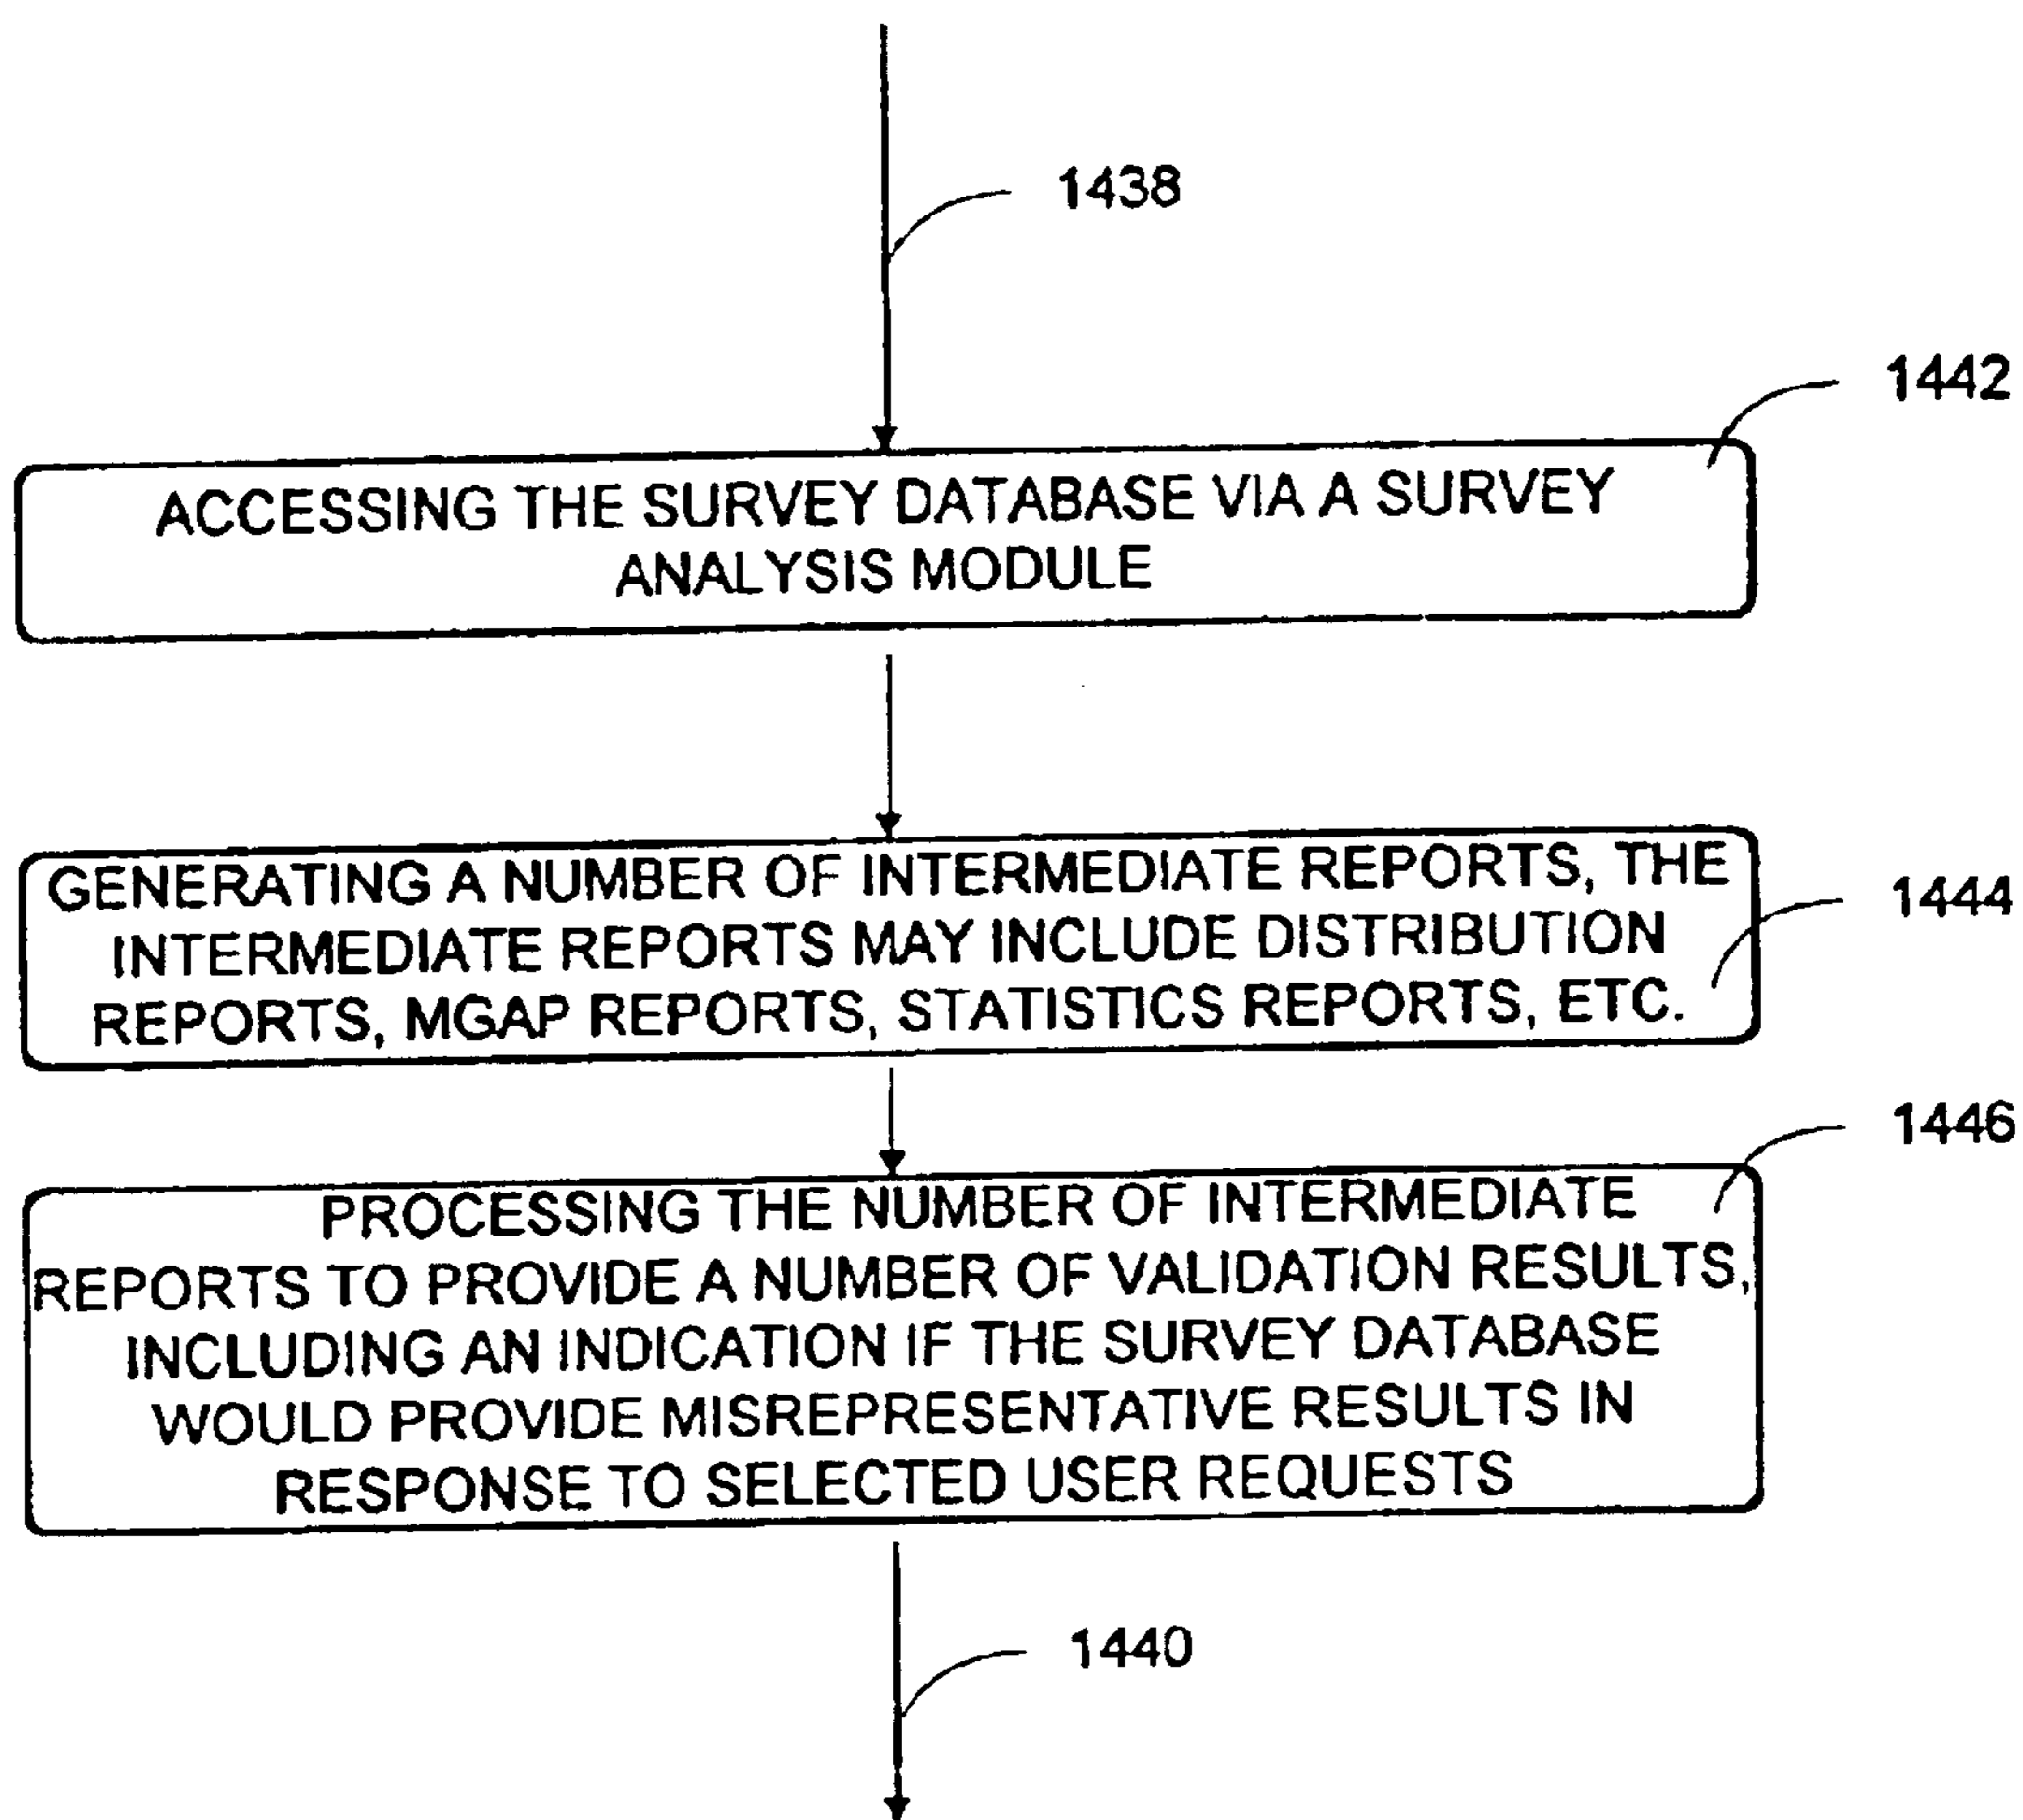 1438
1442
ACCESSING THE SURVEY DATABASE VIA A SURVEY
ANALYSIS MODULE
GENERATING A NUMBER OF INTERMEDIATE REPORTS, THE
INTERMEDIATE REPORTS MAY INCLUDE DISTRIBUTION
REPORTS, MGAP REPORTS, STATISTICS REPORTS, ETC.
1444
1446
PROCESSING THE NUMBER OF INTERMEDIATE
REPORTS TO PROVIDE A NUMBER OF VALIDATION RESULTS,
INCLUDING AN INDICATION IF THE SURVEY DATABASE
WOULD PROVIDE MISREPRESENTATIVE RESULTS IN
RESPONSE TO SELECTED USER REQUESTS
1440